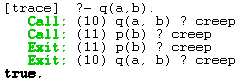 [trace]  ?- q(a,b).
   Call: (10) q(a, b) ? creep
   Call: (11) p(b) ? creep
   Exit: (11) p(b) ? creep
   Exit: (10) q(a, b) ? creep
true.